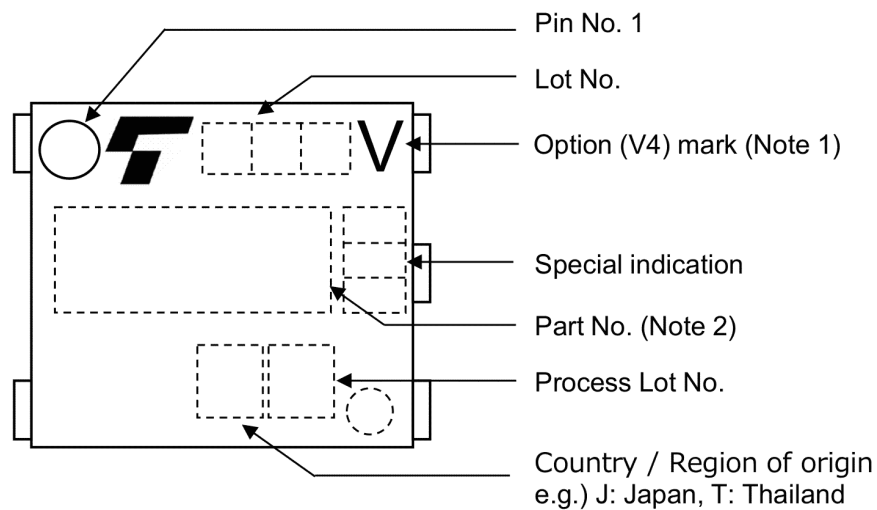 Pin No. 1
Lot No.
V
Option (V4) mark (Note 1)
Special indication
Part No. (Note 2)
Process Lot No.
Country / Region of origin
e.g.) J: Japan, T: Thailand